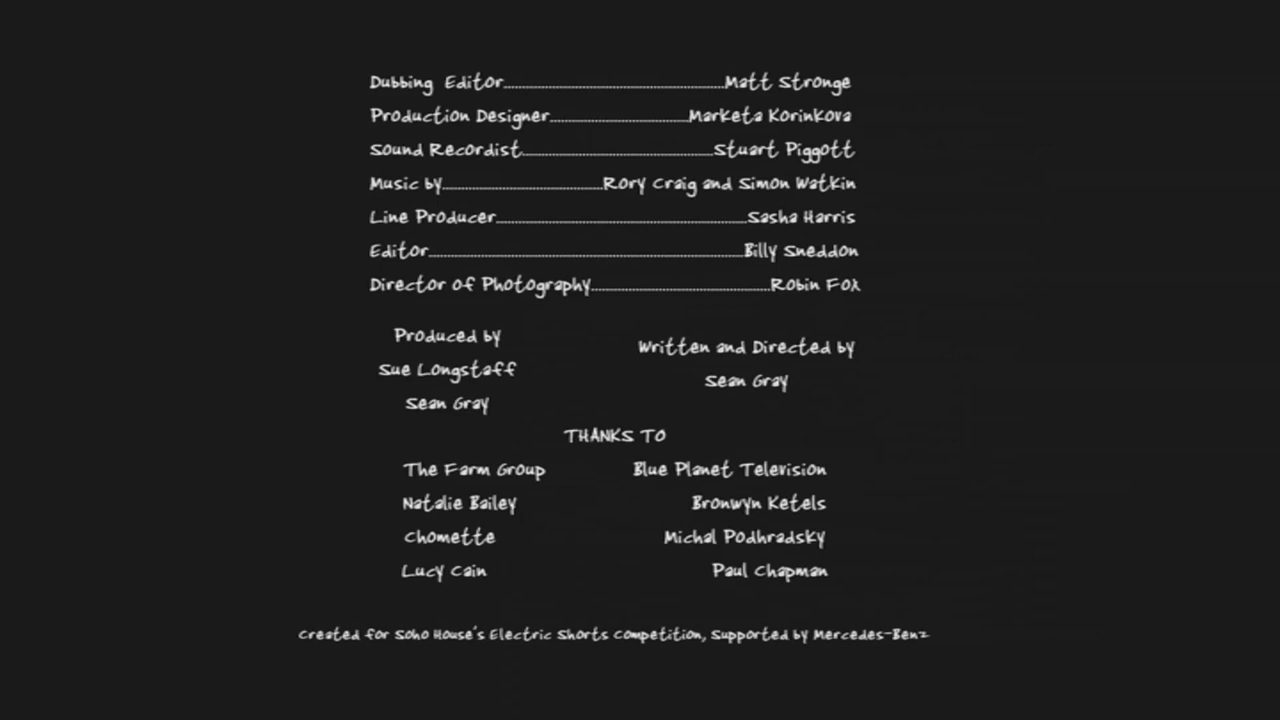 Dubbing Editor Matt Stronge
Production Designer Marketa Korinkova
Sound Recordist Stuart Piggott
Music by Rory Craig and Simon Watkin
Line Producer Sasha Harris
Editor Billy Sneddon
Director of Photography Robin Fox
Produced by
Sue Longstaff
Sean Gray
Written and Directed by
Sean Gray
THANKS TO
The Farm Group Blue Planet Television
Natalie Bailey Bronwyn Ketels
Chomette Michal Podhradsky
Lucy Cain Paul Chapman
Created for Soho House's Electric Shorts Competition, Supported by Mercedes-Benz